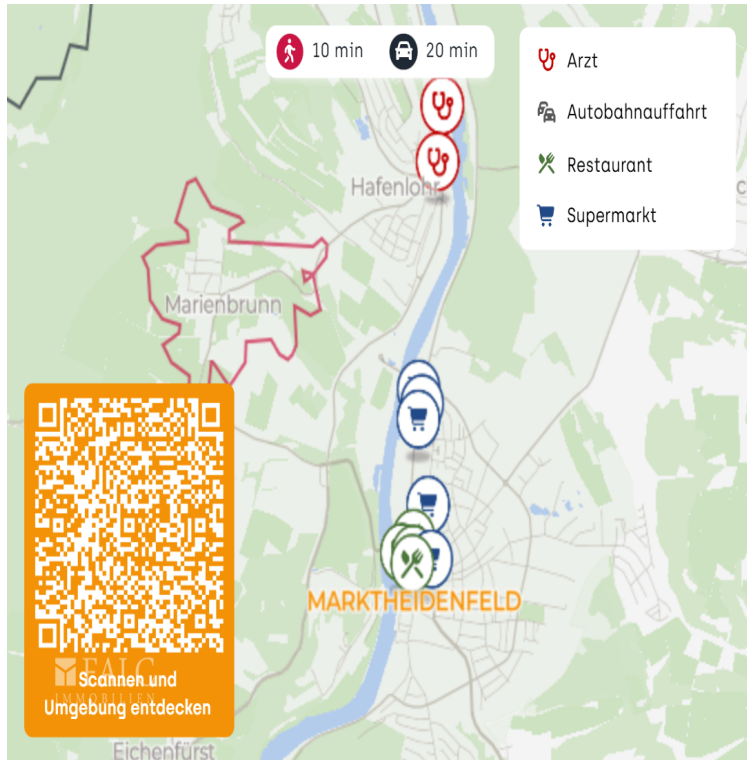 10 min
20 min
Arzt
Autobahnauffahrt
Restaurant
Supermarkt
Hafenlohr
Marienbrunn
MARKTHEIDENFELD
FALC
IMMOBILIEN
Scannen und
Umgebung entdecken
Eichenfürst